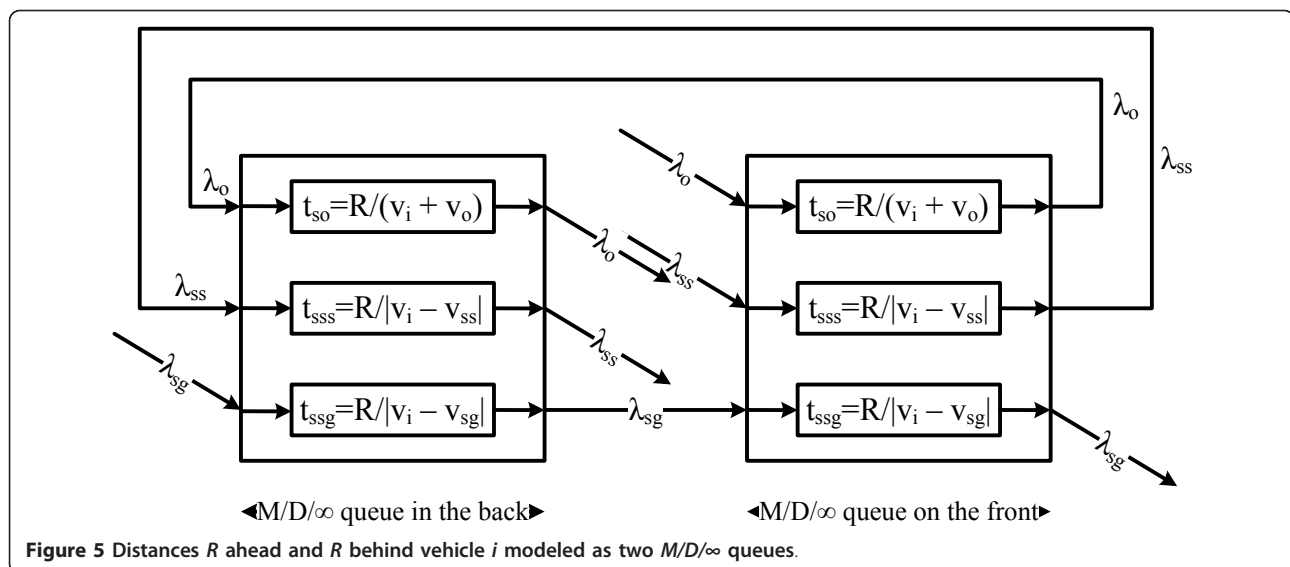 λₒ
λₛₛ
λₒ
λₒ
tₛₒ=R/(vᵢ + vₒ)
tₛₒ=R/(vᵢ + vₒ)
λₒ
λₛₛ
λₛₛ
tₛₛₛ=R/|vᵢ − vₛₛ|
tₛₛₛ=R/|vᵢ − vₛₛ|
λₛₛ
λsg
tssg=R/|vᵢ − vsg|
λsg
tssg=R/|vᵢ − vsg|
λsg
M/D/∞ queue in the back
M/D/∞ queue on the front
Figure 5 Distances R ahead and R behind vehicle i modeled as two M/D/∞ queues.